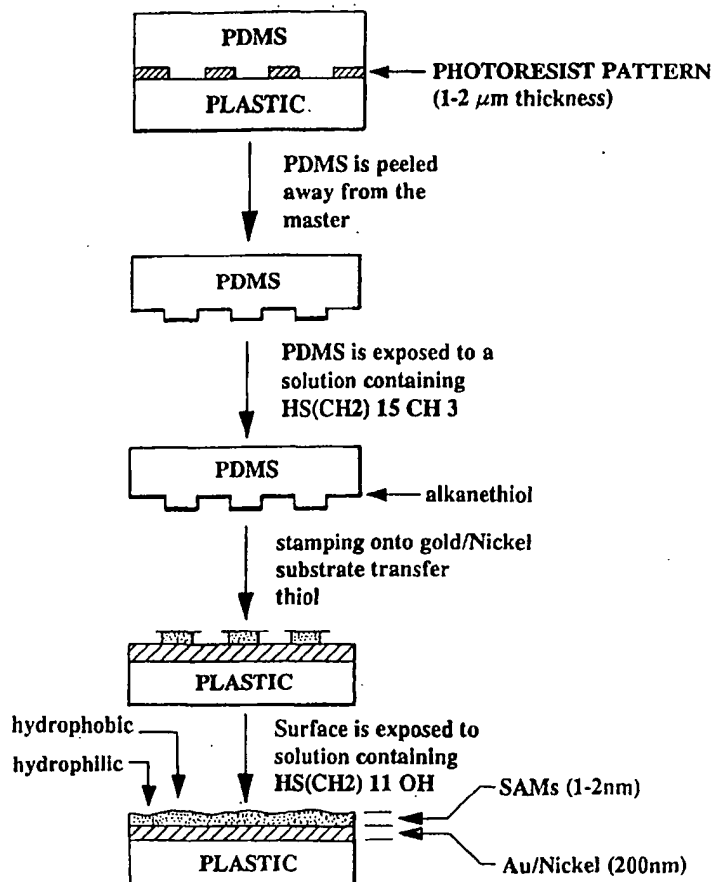 PDMS
PHOTORESIST PATTERN
(1-2 μm thickness)
PLASTIC.
PDMS is peeled
away from the
master
PDMS
PDMS is exposed to a
solution containing
HS(CH2) 15 CH 3
PDMS
alkanethiol
stamping onto gold/Nickel
substrate transfer
thiol
PLASTIC
hydrophobic
hydrophilic
Surface is exposed to
solution containing
HS(CH2) 11 OH
SAMs (1-2nm)
Au/Nickel (200nm)
PLASTIC